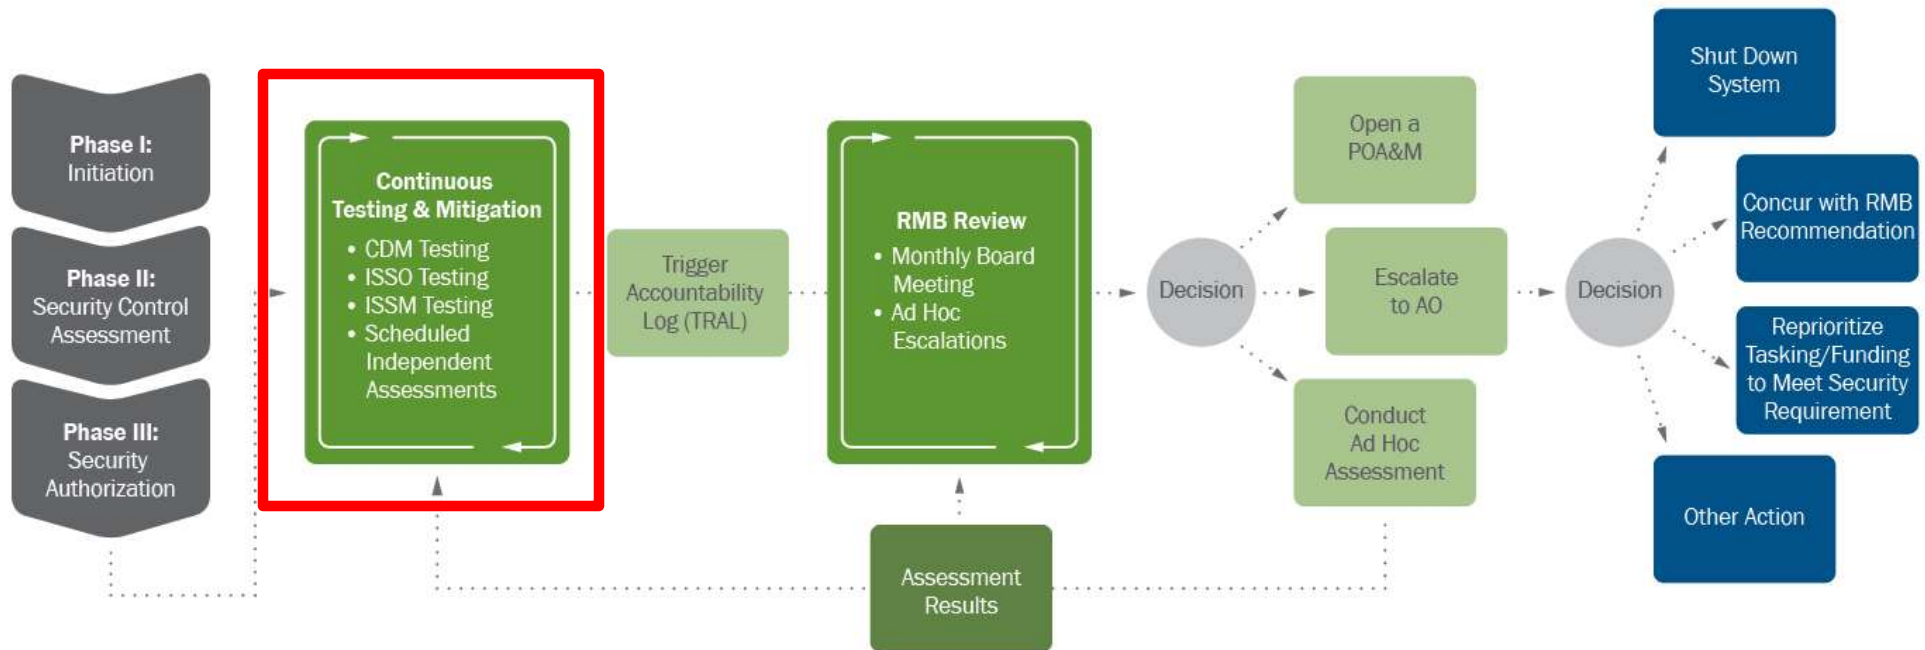 Phase I:
Initiation
Phase II:
Security Control
Assessment
Phase III:
Security
Authorization
Continuous
Testing & Mitigation
• CDM Testing
• ISSO Testing
• ISSM Testing
• Scheduled
Independent
Assessments
Trigger
Accountability
Log (TRAL)
RMB Review
• Monthly Board
Meeting
• Ad Hoc
Escalations
Assessment
Results
Decision
Open a
POA&M
Escalate
to AO
Conduct
Ad Hoc
Assessment
Decision
Shut Down
System
Concur with RMB
Recommendation
Reprioritize
Tasking/Funding
to Meet Security
Requirement
Other Action